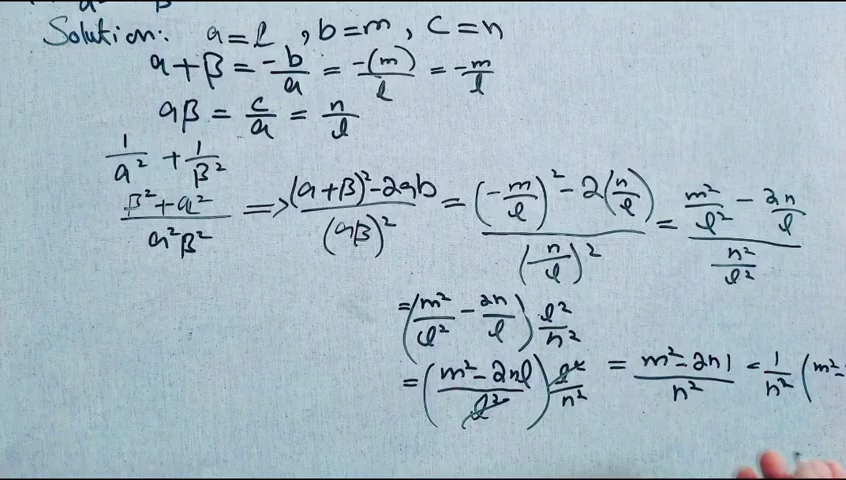 Solution: a = l , b = m , c = n
α + β = -b/a = -(m)/l = -m/l
αβ = c/a = n/l
1/α² + 1/β²
β² + α² / α²β² => (α + β)² - 2αb / (αβ)² = (-m/l)² - 2(n/l) / (n/l)² = m²/l² - 2n/l / n²/l²
= (m²/l² - 2n/l) l²/n²
= (m² - 2nl / l²) l²/n² = m² - 2nl / n² = 1/n² (m² -